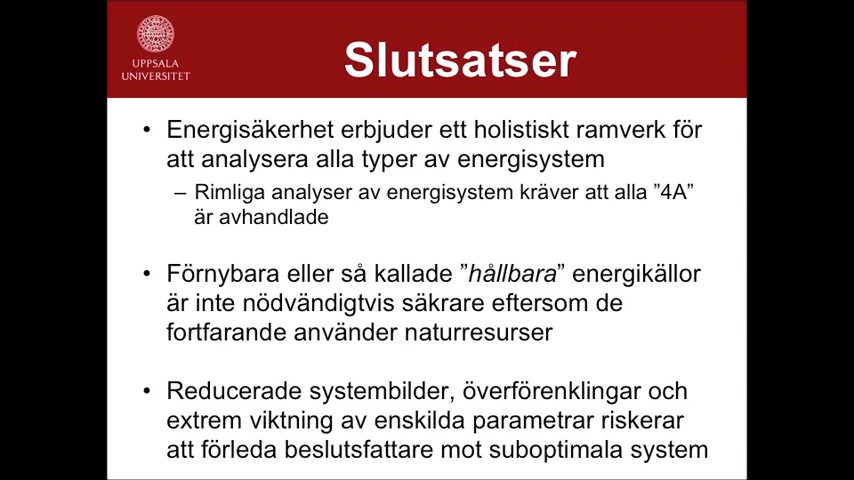 UPPSALA
UNIVERSITET
Slutsatser
• Energisäkerhet erbjuder ett holistiskt ramverk för
att analysera alla typer av energisystem
– Rimliga analyser av energisystem kräver att alla ”4A”
är avhandlade
• Förnybara eller så kallade ”hållbara” energikällor
är inte nödvändigtvis säkrare eftersom de
fortfarande använder naturresurser
• Reducerade systembilder, överförenklingar och
extrem viktning av enskilda parametrar riskerar
att förleda beslutsfattare mot suboptimala system